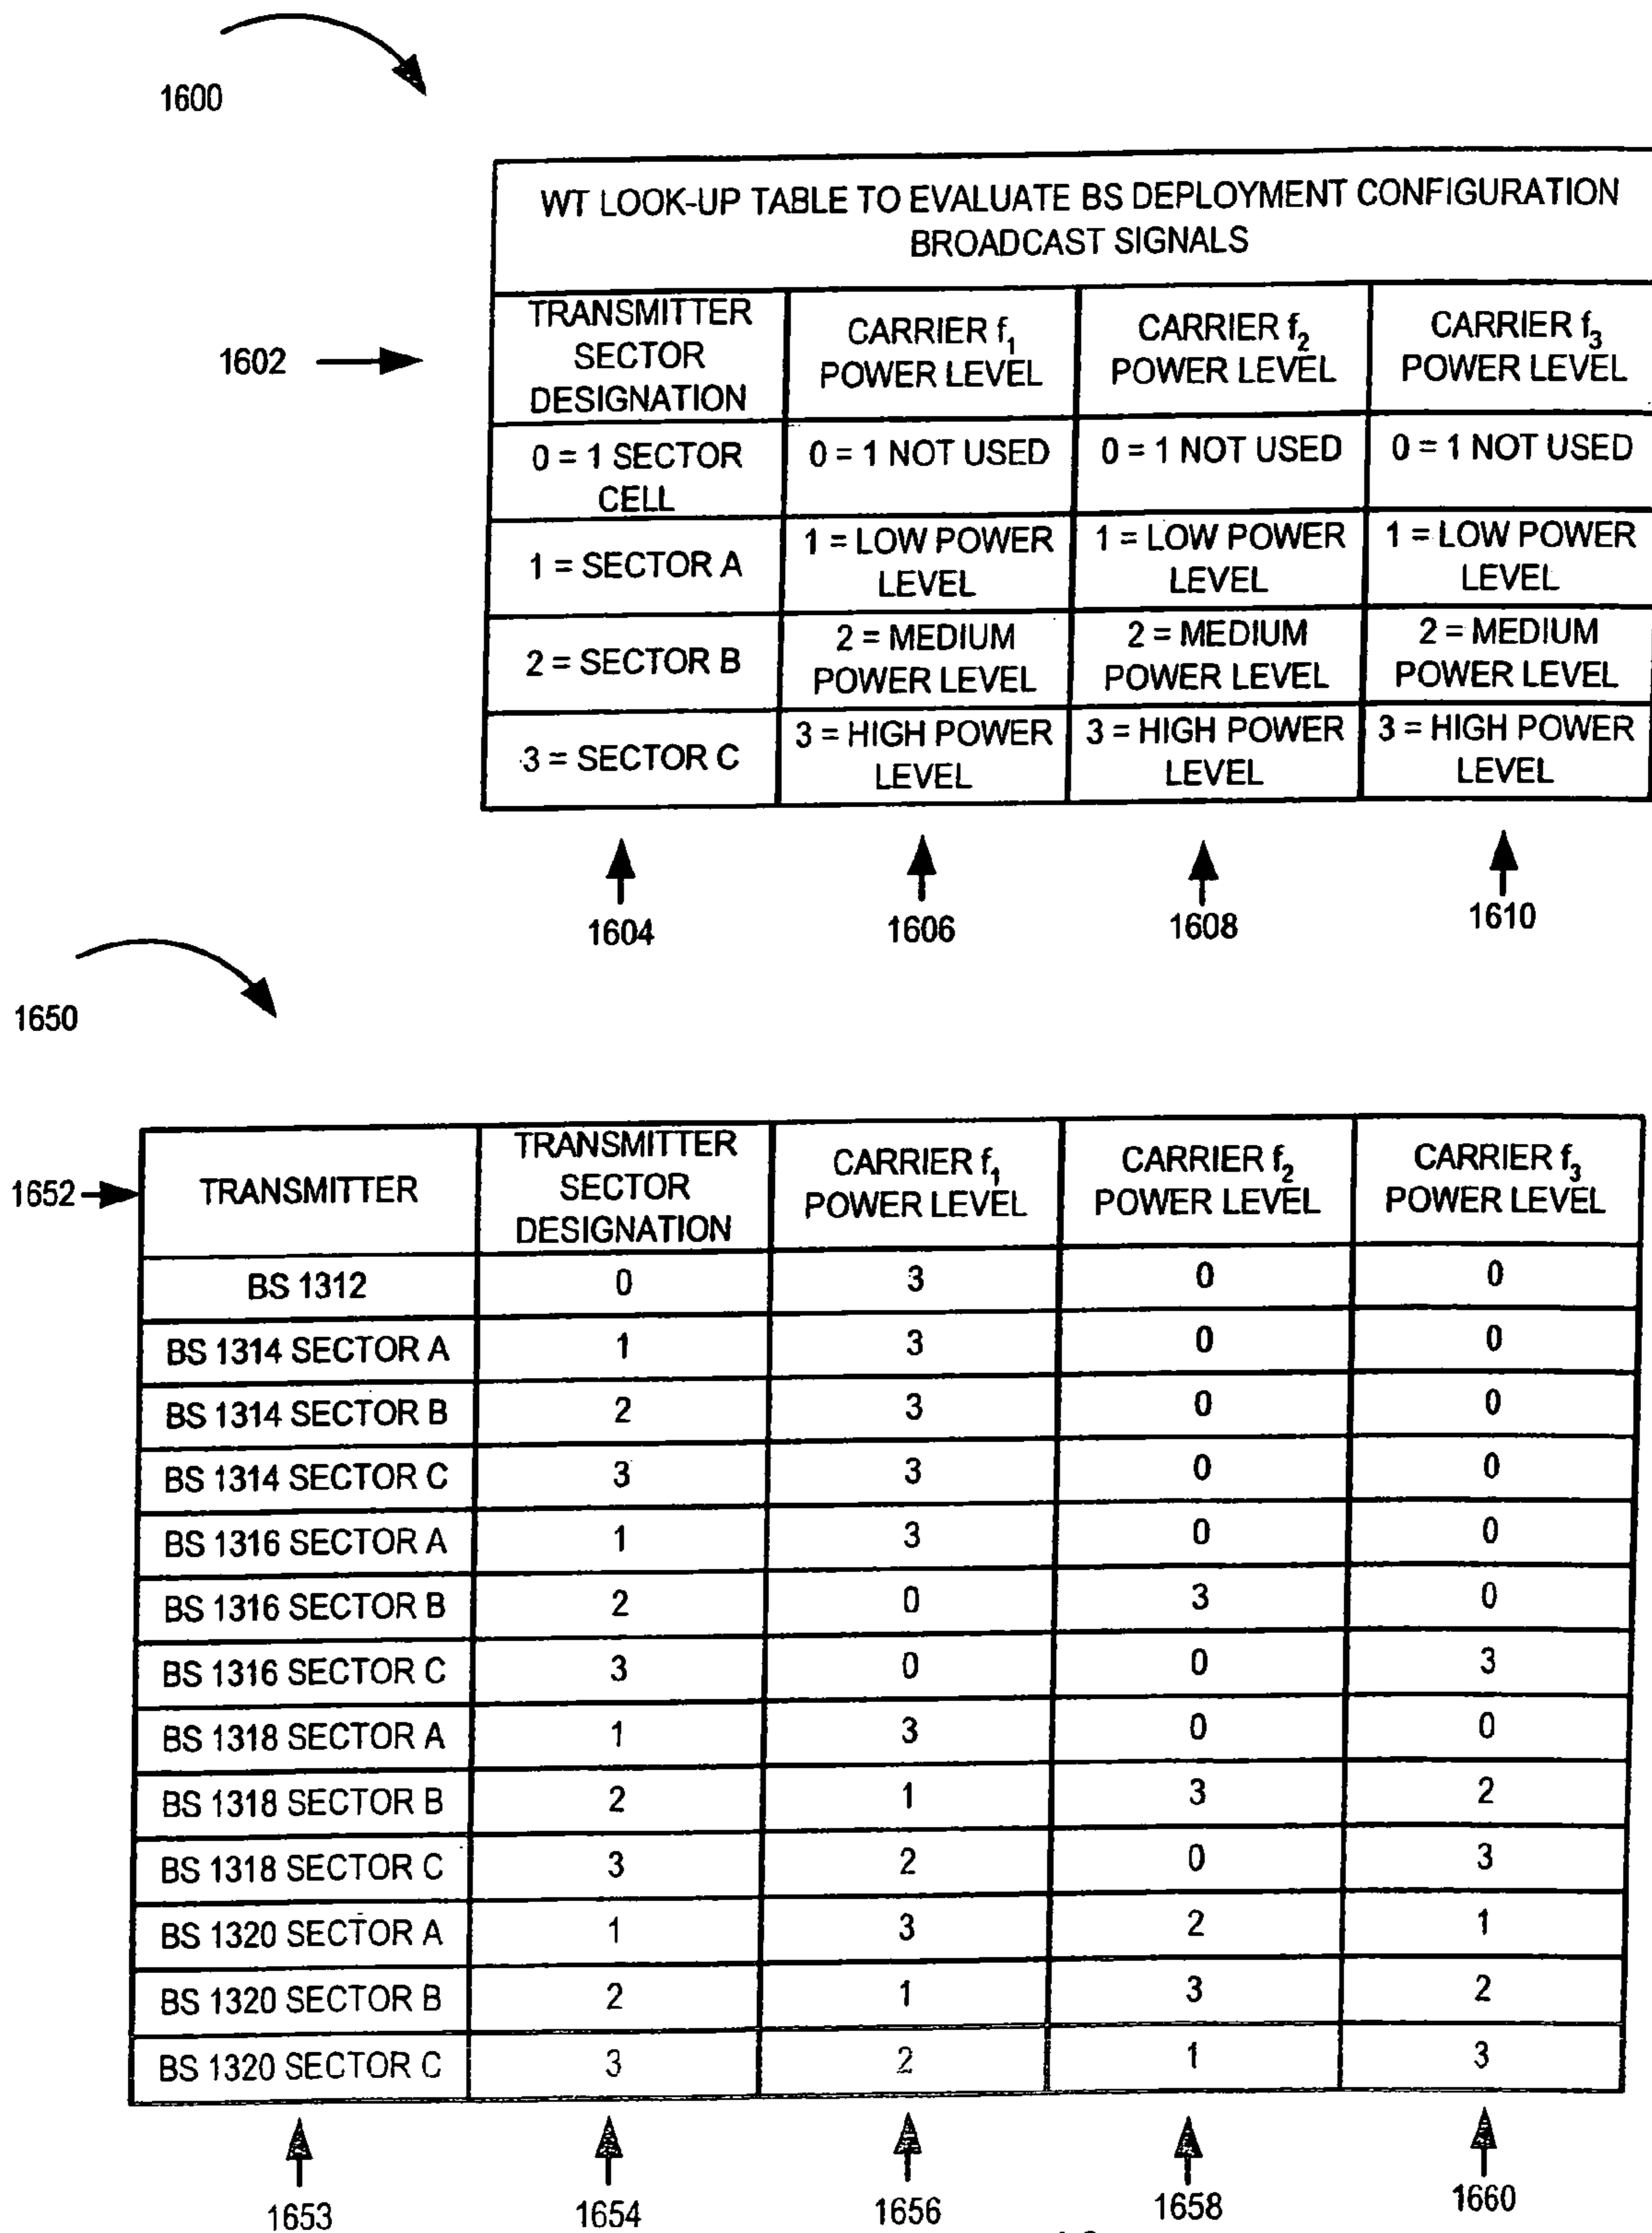 1600
WT LOOK-UP TABLE TO EVALUATE BS DEPLOYMENT CONFIGURATION
BROADCAST SIGNALS
1602
TRANSMITTER SECTOR DESIGNATION CARRIER f1 POWER LEVEL CARRIER f2 POWER LEVEL CARRIER f3 POWER LEVEL
0 = 1 SECTOR CELL 0 = 1 NOT USED 0 = 1 NOT USED 0 = 1 NOT USED
1 = SECTOR A 1 = LOW POWER LEVEL 1 = LOW POWER LEVEL 1 = LOW POWER LEVEL
2 = SECTOR B 2 = MEDIUM POWER LEVEL 2 = MEDIUM POWER LEVEL 2 = MEDIUM POWER LEVEL
3 = SECTOR C 3 = HIGH POWER LEVEL 3 = HIGH POWER LEVEL 3 = HIGH POWER LEVEL
1604 1606 1608 1610
1650
1652
TRANSMITTER TRANSMITTER SECTOR DESIGNATION CARRIER f1 POWER LEVEL CARRIER f2 POWER LEVEL CARRIER f3 POWER LEVEL
BS 1312 0 3 0 0
BS 1314 SECTOR A 1 3 0 0
BS 1314 SECTOR B 2 3 0 0
BS 1314 SECTOR C 3 3 0 0
BS 1316 SECTOR A 1 3 0 0
BS 1316 SECTOR B 2 0 3 0
BS 1316 SECTOR C 3 0 0 3
BS 1318 SECTOR A 1 3 0 0
BS 1318 SECTOR B 2 1 3 2
BS 1318 SECTOR C 3 2 0 3
BS 1320 SECTOR A 1 3 2 1
BS 1320 SECTOR B 2 1 3 2
BS 1320 SECTOR C 3 2 1 3
1653 1654 1656 1658 1660